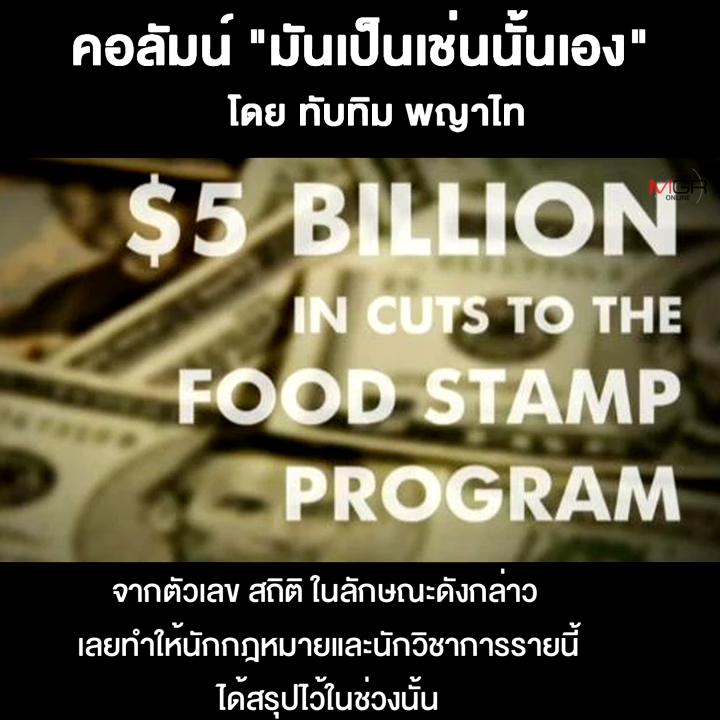 คอลัมน์ "มันเป็นเช่นนั้นเอง"
โดย ทับทิม พญาไท
MGR
ONLINE
$5 BILLION
IN CUTS TO THE
FOOD STAMP
PROGRAM
จากตัวเลข สถิติ ในลักษณะดังกล่าว
เลยทำให้นักกฎหมายและนักวิชาการรายนี้
ได้สรุปไว้ในช่วงนั้น